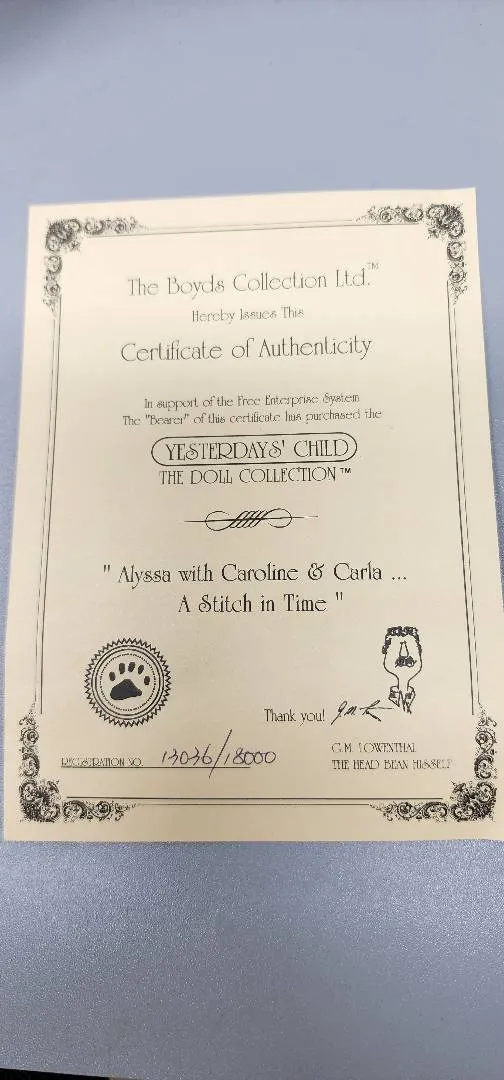 The Boyds Collection Ltd.™
Hereby Issues This
Certificate of Authenticity
In support of the Free Enterprise System
The "Bearer" of this certificate has purchased the
YESTERDAYS' CHILD
THE DOLL COLLECTION™
" Alyssa with Caroline & Carla ...
A Stitch in Time "
Thank you!
G.M. LOWENTHAL
REGISTRATION NO. 13036/18000
THE HEAD BEAN HISSELF